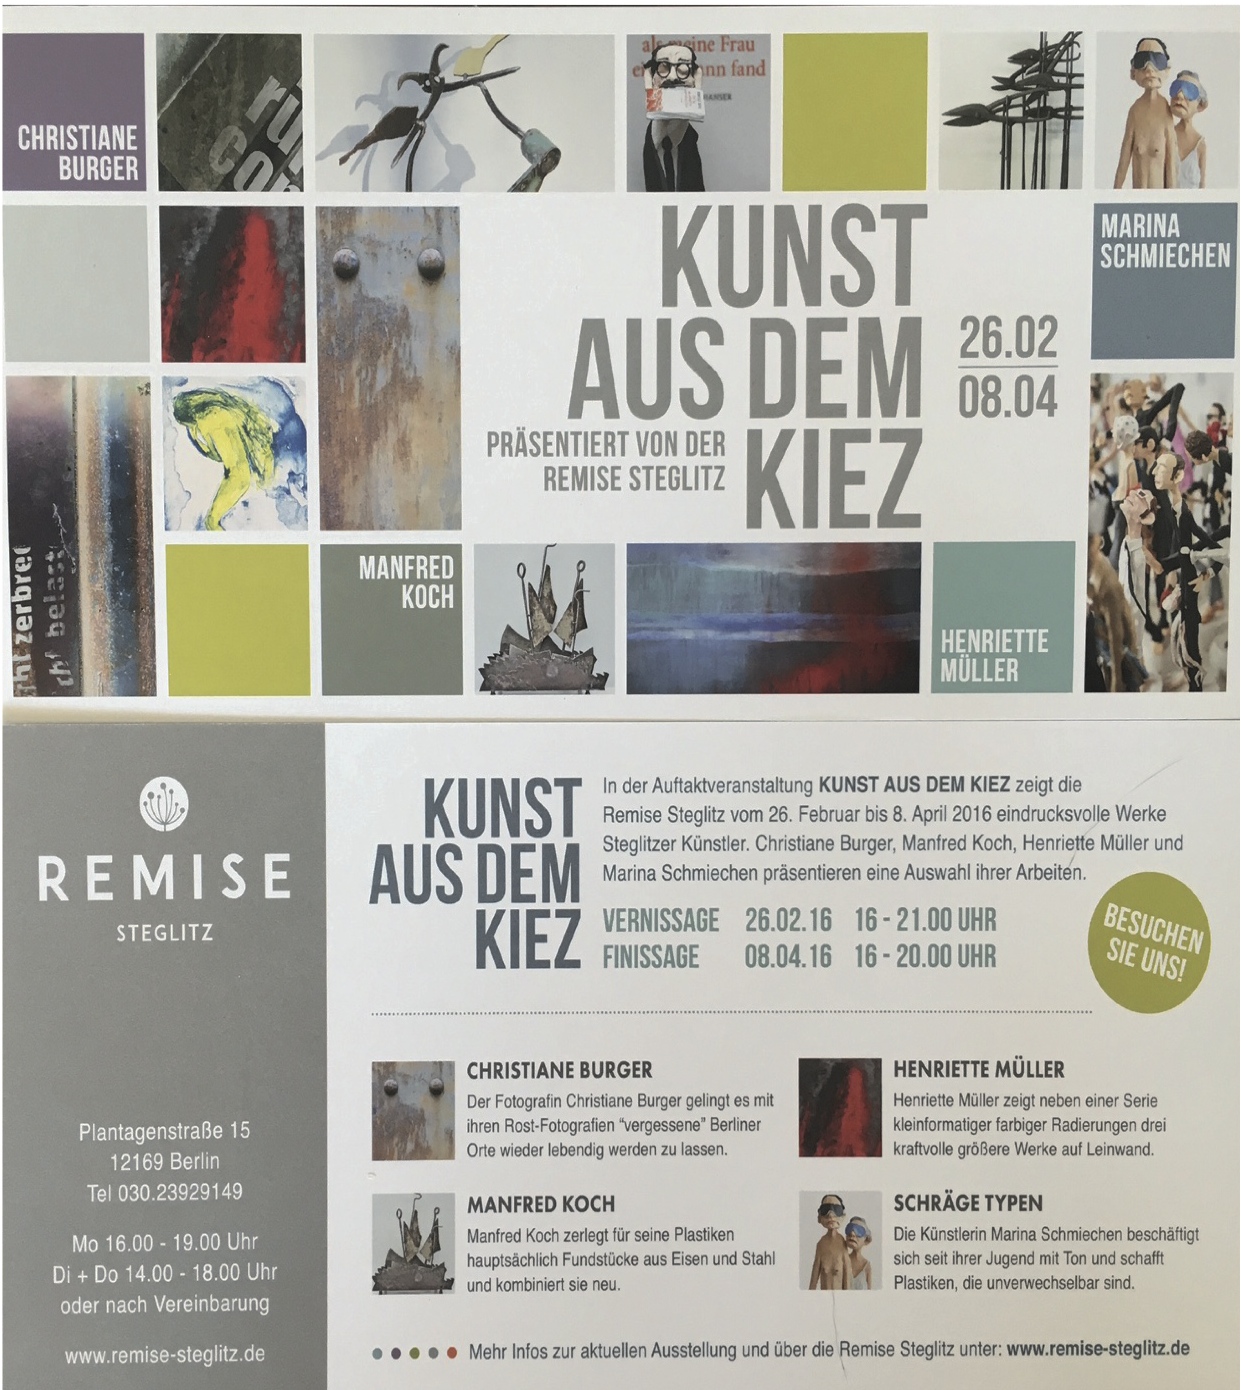 CHRISTIANE
BURGER
als meine Frau
KUNST
AUS DEM
KIEZ
PRÄSENTIERT VON DER
REMISE STEGLITZ
26.02
08.04
MARINA
SCHMIECHEN
MANFRED
KOCH
HENRIETTE
MÜLLER
REMISE
STEGLITZ
Plantagenstraße 15
12169 Berlin
Tel 030.23929149
Mo 16.00 - 19.00 Uhr
Di + Do 14.00 - 18.00 Uhr
oder nach Vereinbarung
www.remise-steglitz.de
KUNST
AUS DEM
KIEZ
In der Auftaktveranstaltung KUNST AUS DEM KIEZ zeigt die
Remise Steglitz vom 26. Februar bis 8. April 2016 eindrucksvolle Werke
Steglitzer Künstler. Christiane Burger, Manfred Koch, Henriette Müller und
Marina Schmiechen präsentieren eine Auswahl ihrer Arbeiten.
VERNISSAGE 26.02.16 16 - 21.00 UHR
FINISSAGE 08.04.16 16 - 20.00 UHR
BESUCHEN
SIE UNS!
CHRISTIANE BURGER
Der Fotografin Christiane Burger gelingt es mit
ihren Rost-Fotografien “vergessene” Berliner
Orte wieder lebendig werden zu lassen.
HENRIETTE MÜLLER
Henriette Müller zeigt neben einer Serie
kleinformatiger farbiger Radierungen drei
kraftvolle größere Werke auf Leinwand.
MANFRED KOCH
Manfred Koch zerlegt für seine Plastiken
hauptsächlich Fundstücke aus Eisen und Stahl
und kombiniert sie neu.
SCHRÄGE TYPEN
Die Künstlerin Marina Schmiechen beschäftigt
sich seit ihrer Jugend mit Ton und schafft
Plastiken, die unverwechselbar sind.
Mehr Infos zur aktuellen Ausstellung und über die Remise Steglitz unter: www.remise-steglitz.de